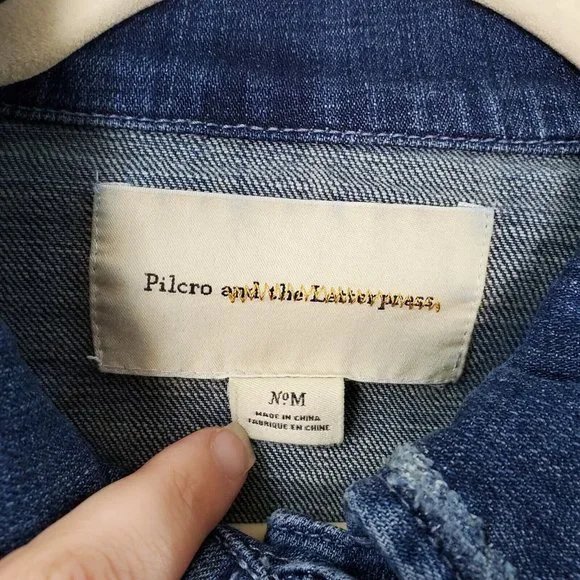 Pilcro and the Letterpress
NºM
MADE IN CHINA
FABRIQUE EN CHINE